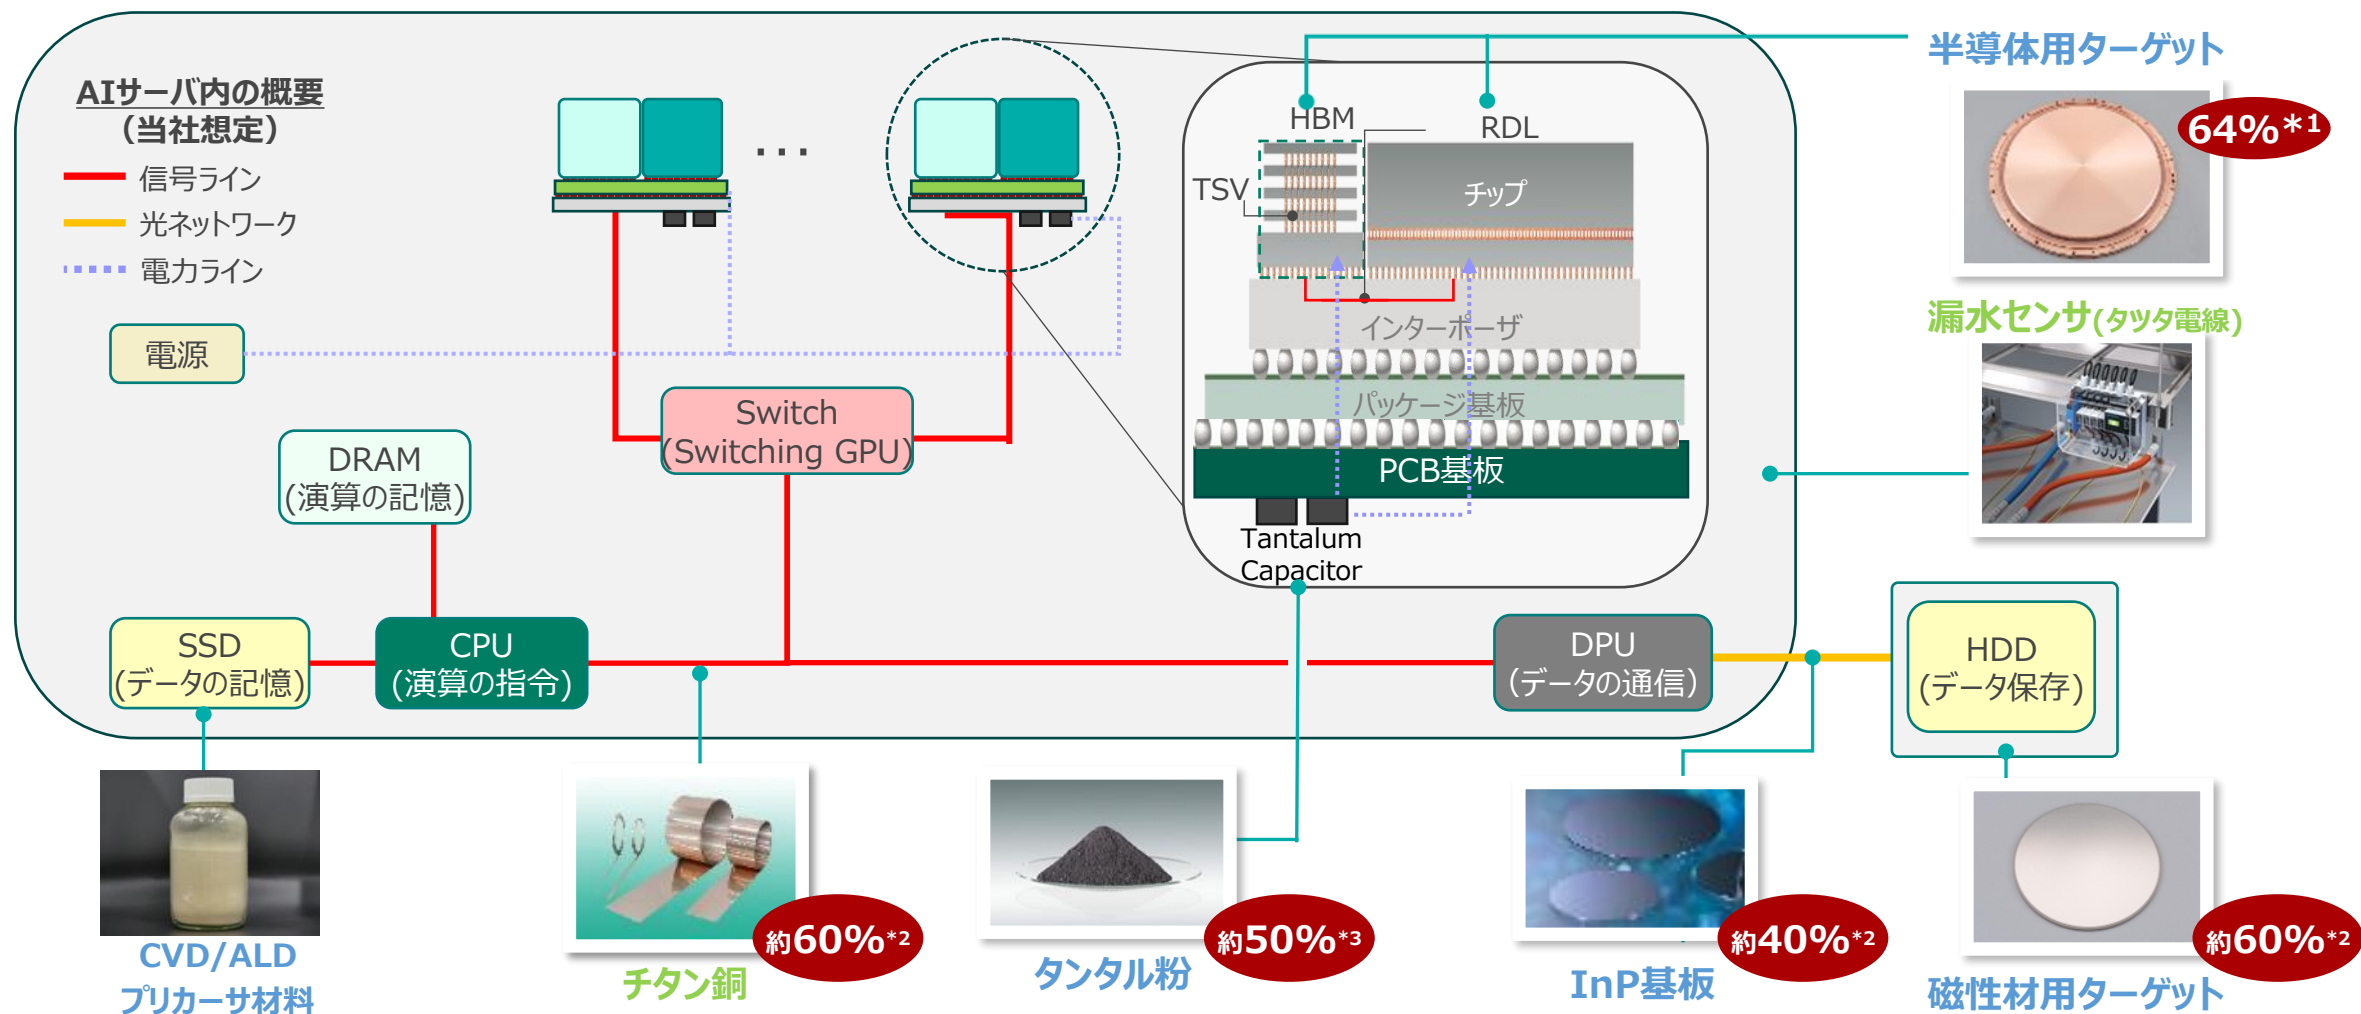 AIサーバ内の概要
（当社想定）
信号ライン
光ネットワーク
電力ライン
電源
…
Switch
(Switching GPU)
DRAM
(演算の記憶)
SSD
(データの記憶)
CPU
(演算の指令)
DPU
(データの通信)
HDD
(データ保存)
HBM
RDL
TSV
チップ
インターポーザ
パッケージ基板
PCB基板
Tantalum
Capacitor
半導体用ターゲット
64%*1
漏水センサ(タツタ電線)
CVD/ALD
プリカーサ材料
約60%*2
チタン銅
約50%*3
タンタル粉
約40%*2
InP基板
約60%*2
磁性材用ターゲット